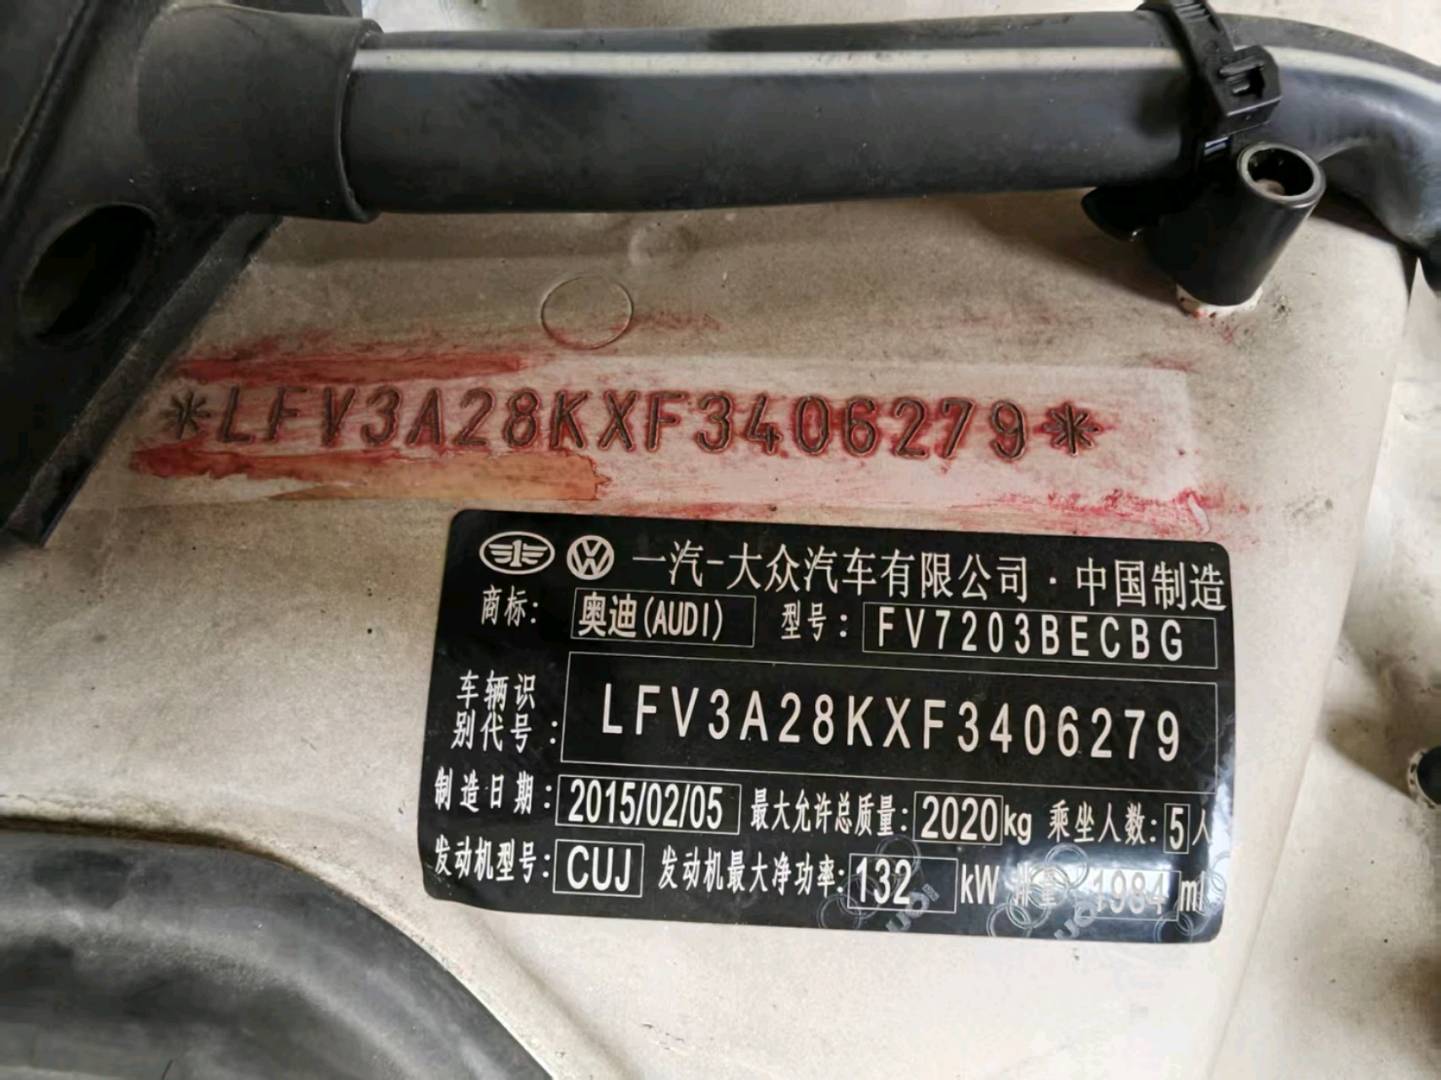 *LFV3A28KXF3406279*
一汽-大众汽车有限公司·中国制造
商标: 奥迪(AUDI) 型号: FV7203BECBG
车辆识别代号: LFV3A28KXF3406279
制造日期: 2015/02/05 最大允许总质量: 2020kg 乘坐人数: 5人
发动机型号: CUJ 发动机最大净功率: 132 kW 排量 1984 ml